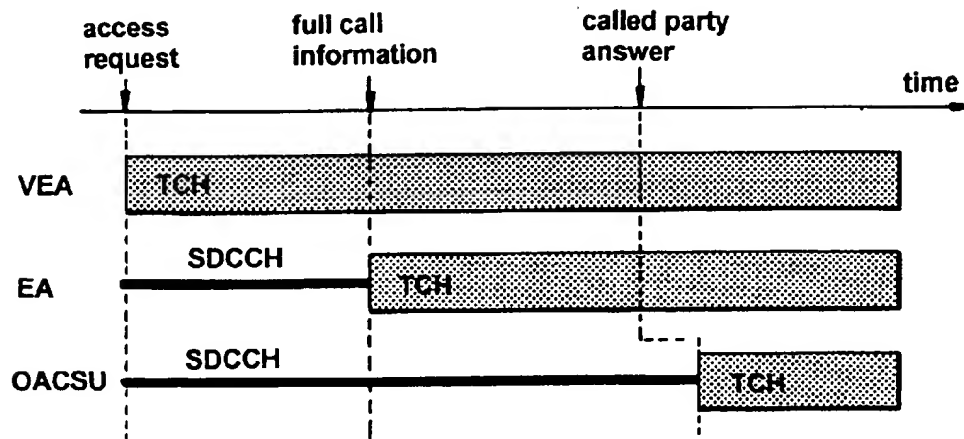 access
request
full call
information
called party
answer
time
VEA
TCH
SDCCH
EA
TCH
SDCCH
OACSU
TCH